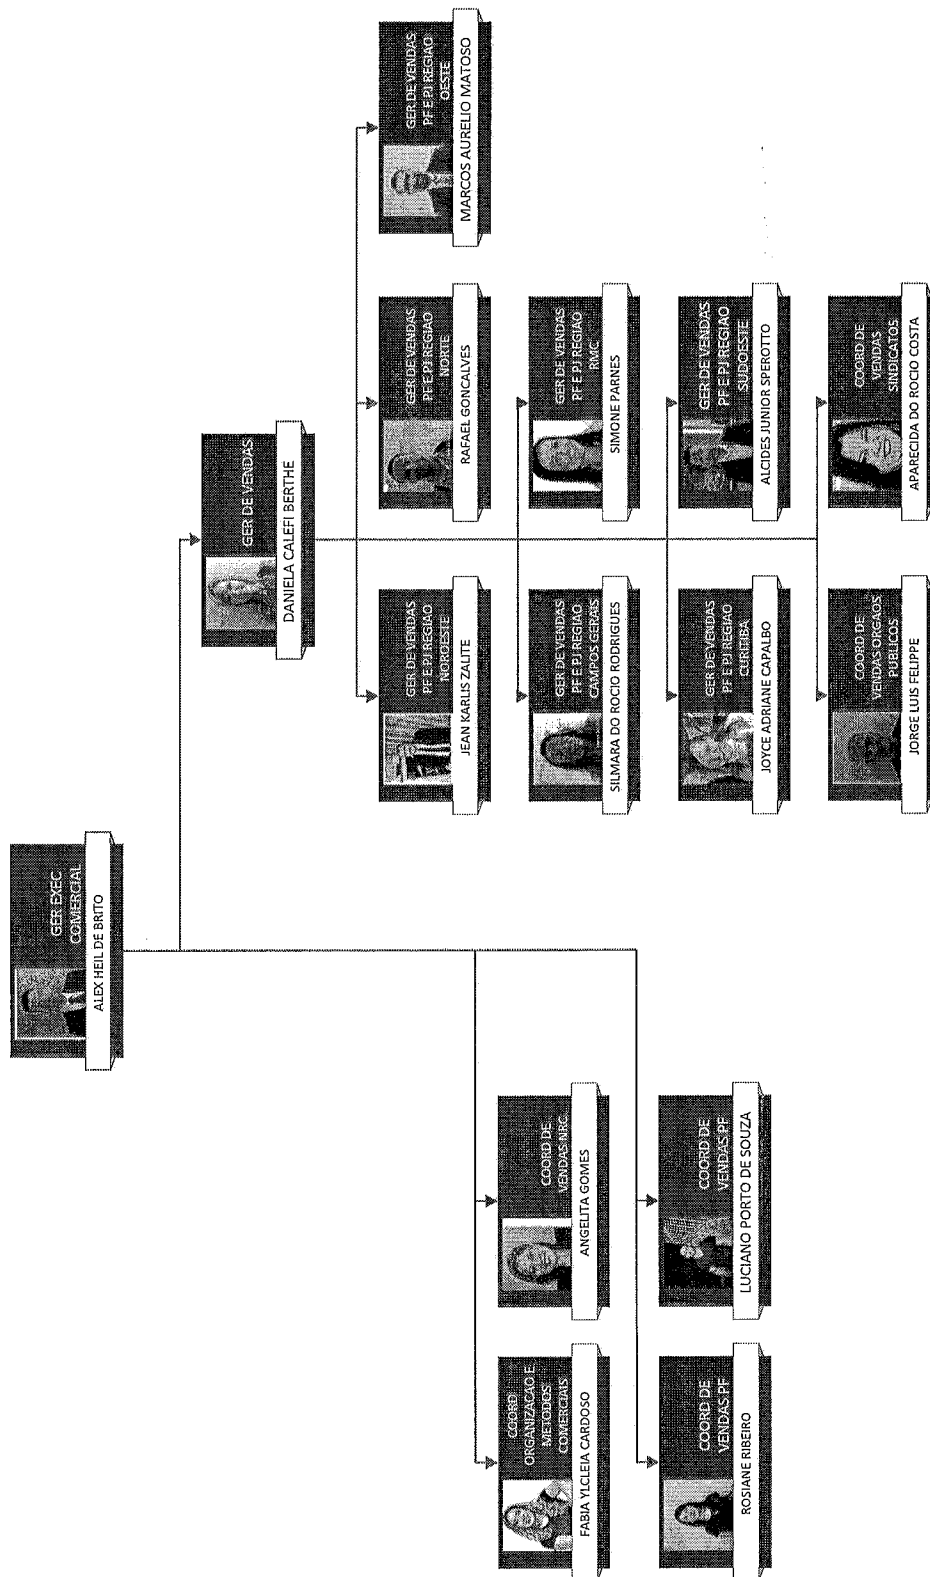 GER EXEC
COMERCIAL
ALEX HEIL DE BRITO
GER DE VENDAS
DANIELA CALEFI BERTHE
COORD
ORGANIZACAO E
METODOS
COMERCIAIS
FABIA YLCLEIA CARDOSO
COORD DE
VENDAS NRC
ANGELITA GOMES
ROSIANE RIBEIRO
COORD DE
VENDAS PF
LUCIANO PORTO DE SOUZA
COORD DE
VENDAS PF
GER DE VENDAS
PF E PJ REGIAO
NOROESTE
JEAN KARLIS ZALITE
GER DE VENDAS
PF E PJ REGIAO
NORTE
RAFAEL GONCALVES
GER DE VENDAS
PF E PJ REGIAO
OESTE
MARCOS AURELIO MATOSO
GER DE VENDAS
PF E PJ REGIAO
CAMPOS GERAIS
SILMARA DO ROCIO RODRIGUES
GER DE VENDAS
PF E PJ REGIAO
RMC
SIMONE PARNES
GER DE VENDAS
PF E PJ REGIAO
CURITIBA
JOYCE ADRIANE CAPALBO
GER DE VENDAS
PF E PJ REGIAO
SUDOESTE
ALCIDES JUNIOR SPEROTTO
COORD DE
VENDAS ORGAOS
PUBLICOS
JORGE LUIS FELIPPE
COORD DE
VENDAS
SINDICATOS
APARECIDA DO ROCIO COSTA